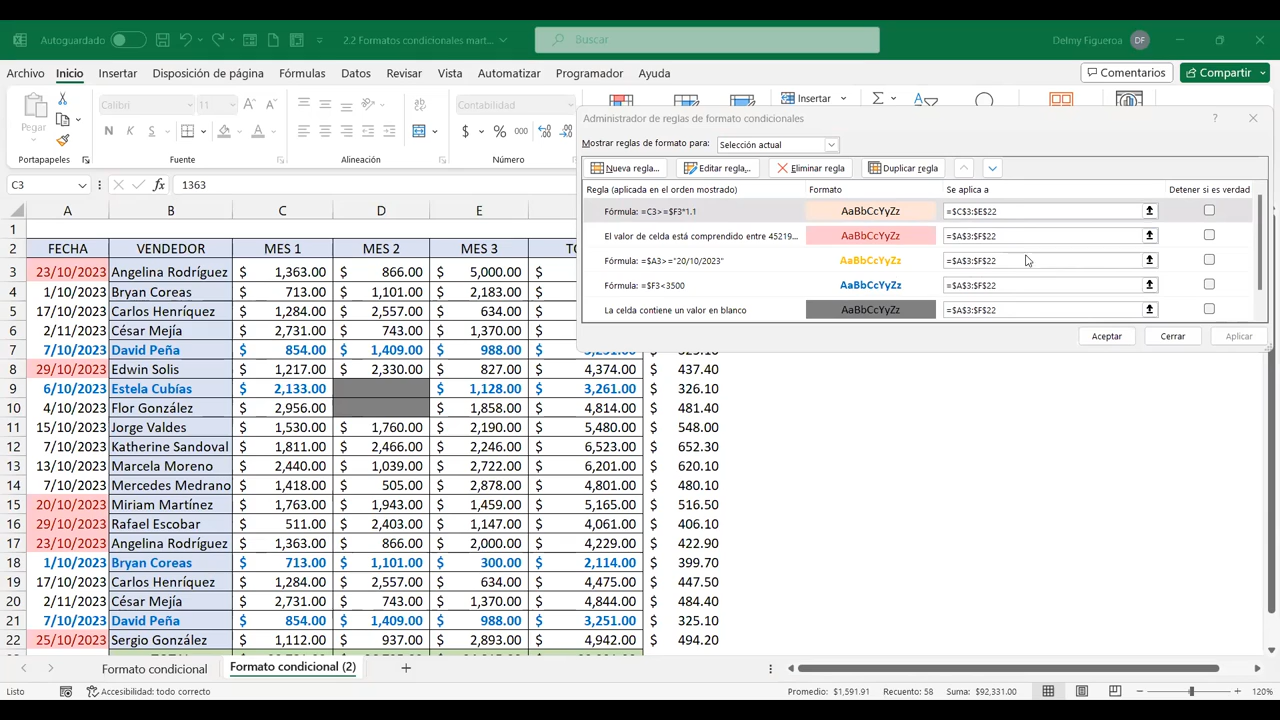 Autoguardado
2.2 Formatos condicionales mart...
Buscar
Delmy Figueroa DF
Archivo Inicio Insertar Disposición de página Fórmulas Datos Revisar Vista Automatizar Programador Ayuda Comentarios Compartir
Pegar
Calibri 11
N K S
Contabilidad
$ % 000
Insertar
Portapapeles Fuente Alineación Número
C3 fx 1363
Administrador de reglas de formato condicionales
Mostrar reglas de formato para: Selección actual
Nueva regla... Editar regla... Eliminar regla Duplicar regla
Regla (aplicada en el orden mostrado) Formato Se aplica a Detener si es verdad
Fórmula: =C3>=$F3*1.1 AaBbCcYyZz =$C$3:$E$22
El valor de celda está comprendido entre 45219... AaBbCcYyZz =$A$3:$F$22
Fórmula: =$A3>="20/10/2023" AaBbCcYyZz =$A$3:$F$22
Fórmula: =$F3<3500 AaBbCcYyZz =$A$3:$F$22
La celda contiene un valor en blanco AaBbCcYyZz =$A$3:$F$22
Aceptar Cerrar Aplicar
A B C D E
1
2 FECHA VENDEDOR MES 1 MES 2 MES 3
3 23/10/2023 Angelina Rodríguez $ 1,363.00 $ 866.00 $ 5,000.00 $
4 1/10/2023 Bryan Coreas $ 713.00 $ 1,101.00 $ 2,183.00 $
5 17/10/2023 Carlos Henríquez $ 1,284.00 $ 2,557.00 $ 634.00 $
6 2/11/2023 César Mejía $ 2,731.00 $ 743.00 $ 1,370.00 $
7 7/10/2023 David Peña $ 854.00 $ 1,409.00 $ 988.00 $ 3,251.00 $ 325.10
8 29/10/2023 Edwin Solis $ 1,217.00 $ 2,330.00 $ 827.00 $ 4,374.00 $ 437.40
9 6/10/2023 Estela Cubías $ 2,133.00 $ 1,128.00 $ 3,261.00 $ 326.10
10 4/10/2023 Flor González $ 2,956.00 $ 1,858.00 $ 4,814.00 $ 481.40
11 15/10/2023 Jorge Valdes $ 1,530.00 $ 1,760.00 $ 2,190.00 $ 5,480.00 $ 548.00
12 7/10/2023 Katherine Sandoval $ 1,811.00 $ 2,466.00 $ 2,246.00 $ 6,523.00 $ 652.30
13 13/10/2023 Marcela Moreno $ 2,440.00 $ 1,039.00 $ 2,722.00 $ 6,201.00 $ 620.10
14 7/10/2023 Mercedes Medrano $ 1,418.00 $ 505.00 $ 2,878.00 $ 4,801.00 $ 480.10
15 20/10/2023 Miriam Martínez $ 1,763.00 $ 1,943.00 $ 1,459.00 $ 5,165.00 $ 516.50
16 29/10/2023 Rafael Escobar $ 511.00 $ 2,403.00 $ 1,147.00 $ 4,061.00 $ 406.10
17 23/10/2023 Angelina Rodríguez $ 1,363.00 $ 866.00 $ 2,000.00 $ 4,229.00 $ 422.90
18 1/10/2023 Bryan Coreas $ 713.00 $ 1,101.00 $ 300.00 $ 2,114.00 $ 399.70
19 17/10/2023 Carlos Henríquez $ 1,284.00 $ 2,557.00 $ 634.00 $ 4,475.00 $ 447.50
20 2/11/2023 César Mejía $ 2,731.00 $ 743.00 $ 1,370.00 $ 4,844.00 $ 484.40
21 7/10/2023 David Peña $ 854.00 $ 1,409.00 $ 988.00 $ 3,251.00 $ 325.10
22 25/10/2023 Sergio González $ 1,112.00 $ 937.00 $ 2,893.00 $ 4,942.00 $ 494.20
Formato condicional Formato condicional (2)
Listo Accesibilidad: todo correcto Promedio: $1,591.91 Recuento: 58 Suma: $92,331.00 120%